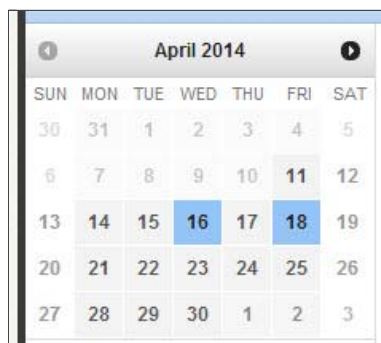 April 2014
SUN MON TUE WED THU FRI SAT
30 31 1 2 3 4 5
6 7 8 9 10 11 12
13 14 15 16 17 18 19
20 21 22 23 24 25 26
27 28 29 30 1 2 3